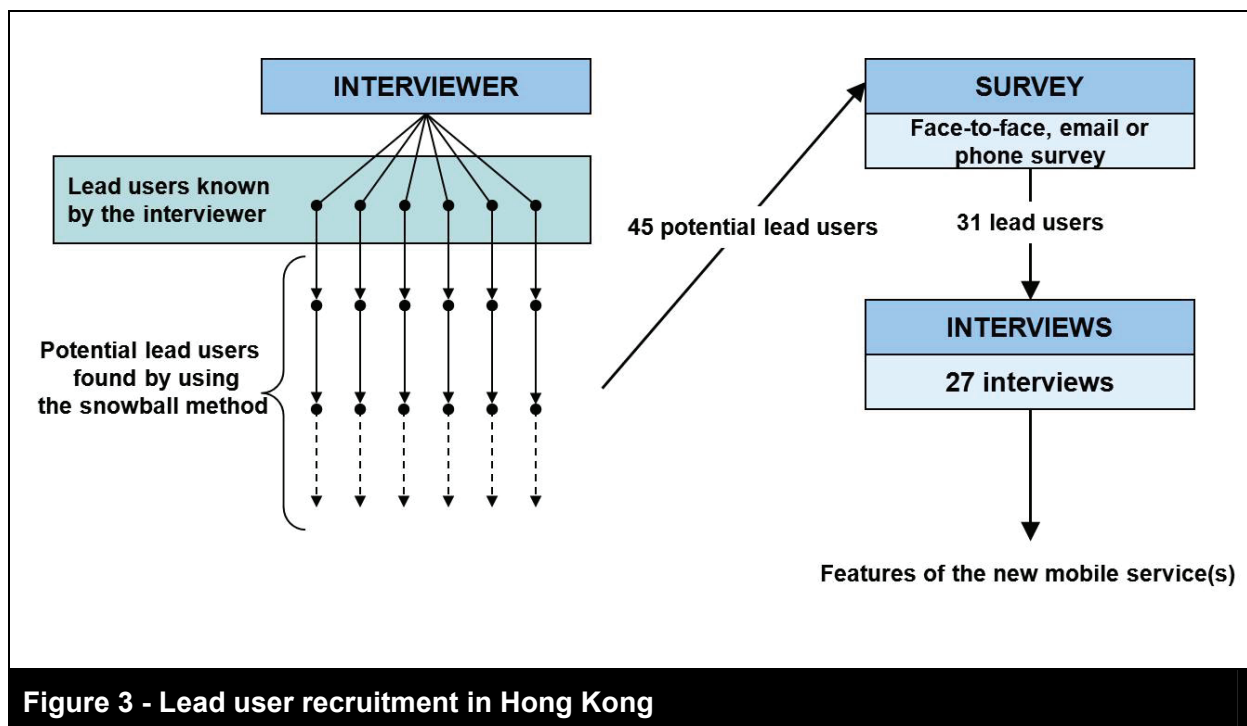 INTERVIEWER
Lead users known
by the interviewer
Potential lead users
found by using
the snowball method
45 potential lead users
SURVEY
Face-to-face, email or
phone survey
31 lead users
INTERVIEWS
27 interviews
Features of the new mobile service(s)
Figure 3 - Lead user recruitment in Hong Kong